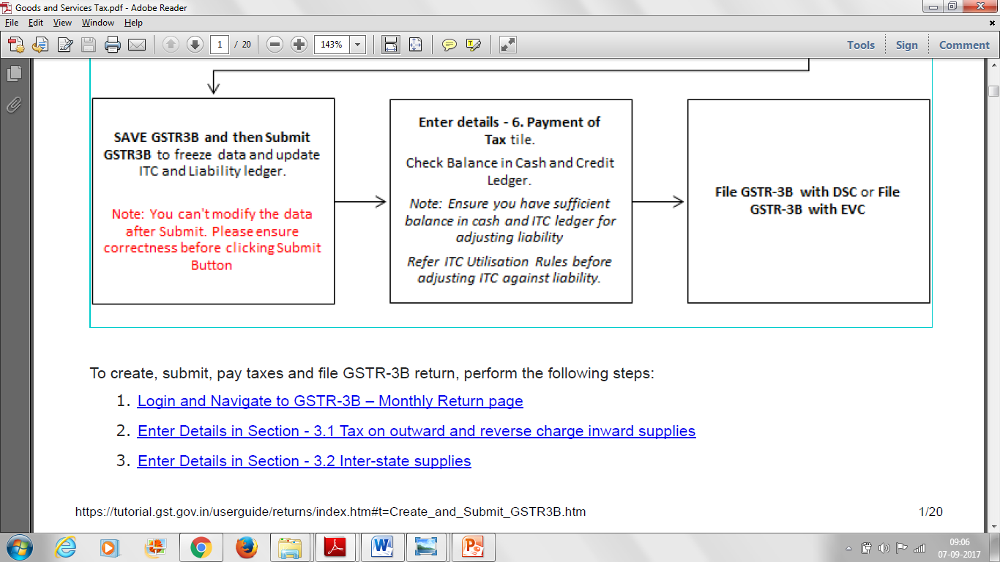 Goods and Services Tax.pdf - Adobe Reader
File Edit View Window Help
1 / 20 143% Tools Sign Comment
SAVE GSTR3B and then Submit
GSTR3B to freeze data and update
ITC and Liability ledger.
Note: You can't modify the data
after Submit. Please ensure
correctness before clicking Submit
Button
Enter details - 6. Payment of
Tax tile.
Check Balance in Cash and Credit
Ledger.
Note: Ensure you have sufficient
balance in cash and ITC ledger for
adjusting liability
Refer ITC Utilisation Rules before
adjusting ITC against liability.
File GSTR-3B with DSC or File
GSTR-3B with EVC
To create, submit, pay taxes and file GSTR-3B return, perform the following steps:
1. Login and Navigate to GSTR-3B – Monthly Return page
2. Enter Details in Section - 3.1 Tax on outward and reverse charge inward supplies
3. Enter Details in Section - 3.2 Inter-state supplies
https://tutorial.gst.gov.in/userguide/returns/index.htm#t=Create_and_Submit_GSTR3B.htm 1/20
09:06
07-09-2017